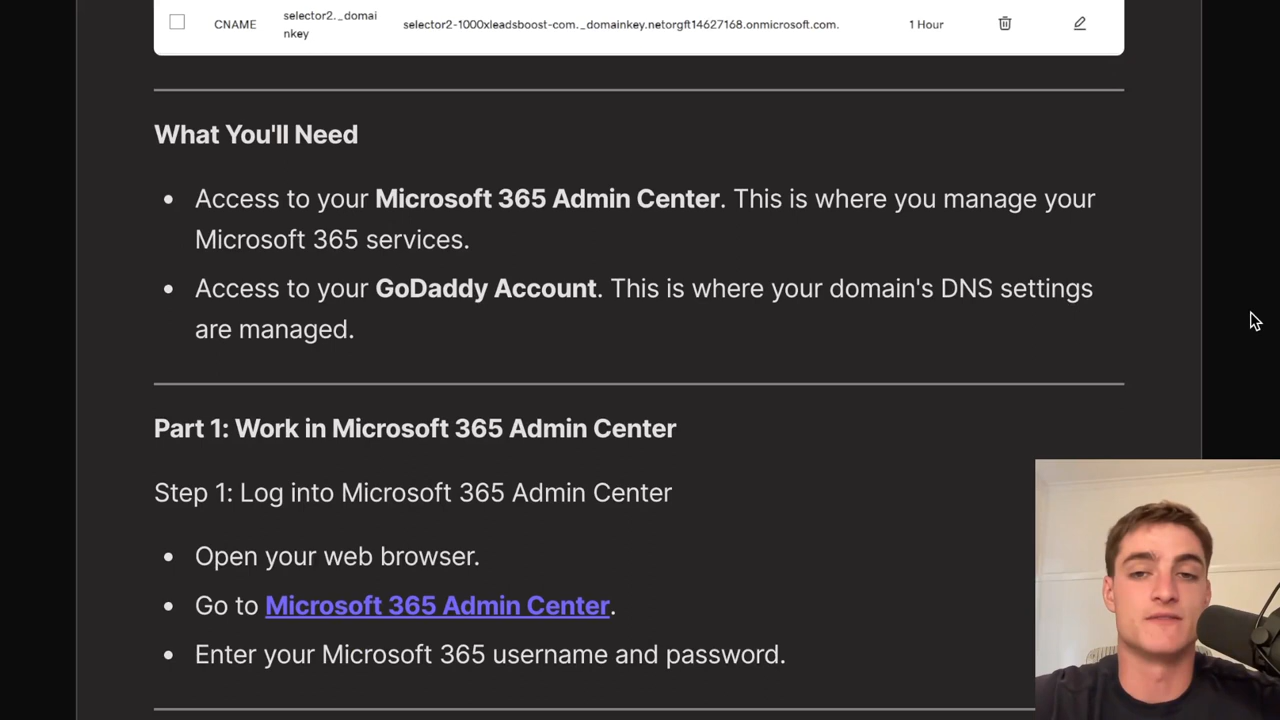 CNAME
selector2._domai
nkey
selector2-1000xleadsboost-com._domainkey.netorgft14627168.onmicrosoft.com.
1 Hour
What You'll Need
• Access to your Microsoft 365 Admin Center. This is where you manage your
Microsoft 365 services.
• Access to your GoDaddy Account. This is where your domain's DNS settings
are managed.
Part 1: Work in Microsoft 365 Admin Center
Step 1: Log into Microsoft 365 Admin Center
• Open your web browser.
• Go to Microsoft 365 Admin Center.
• Enter your Microsoft 365 username and password.